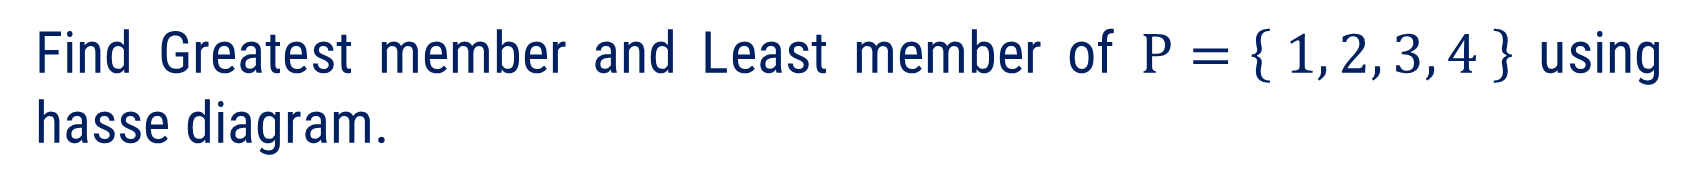 Find Greatest member and Least member of P = { 1, 2, 3, 4 } using
hasse diagram.